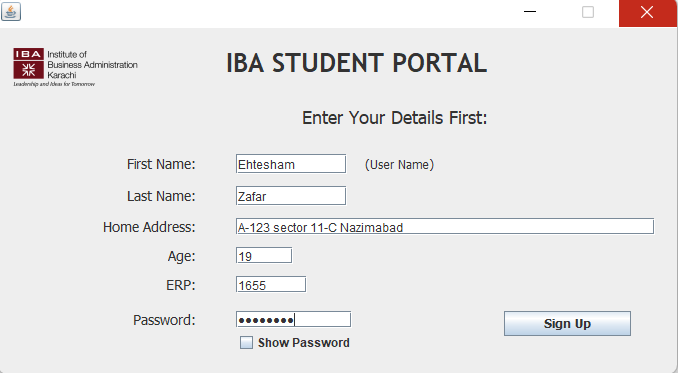 IBA
Institute of
Business Administration
Karachi
Leadership and Ideas for Tomorrow
IBA STUDENT PORTAL
Enter Your Details First:
First Name: Ehtesham (User Name)
Last Name: Zafar
Home Address: A-123 sector 11-C Nazimabad
Age: 19
ERP: 1655
Password: ••••••••
Sign Up
Show Password